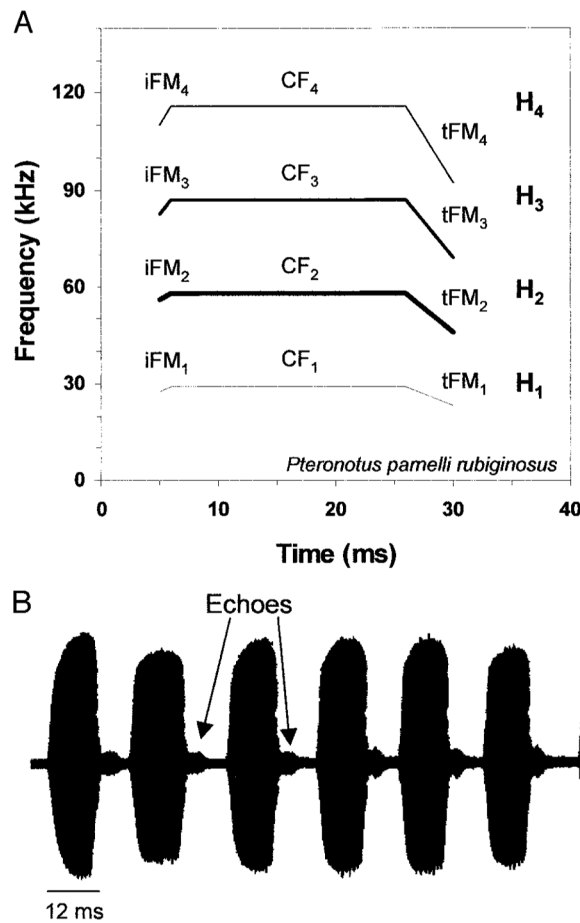 A
iFM₄ CF₄ H₄
tFM₄
iFM₃ CF₃ H₃
tFM₃
iFM₂ CF₂ H₂
tFM₂
iFM₁ CF₁ H₁
tFM₁
120
90
60
30
0
Frequency (kHz)
Pteronotus parnelli rubiginosus
0 10 20 30 40
Time (ms)
B
Echoes
12 ms